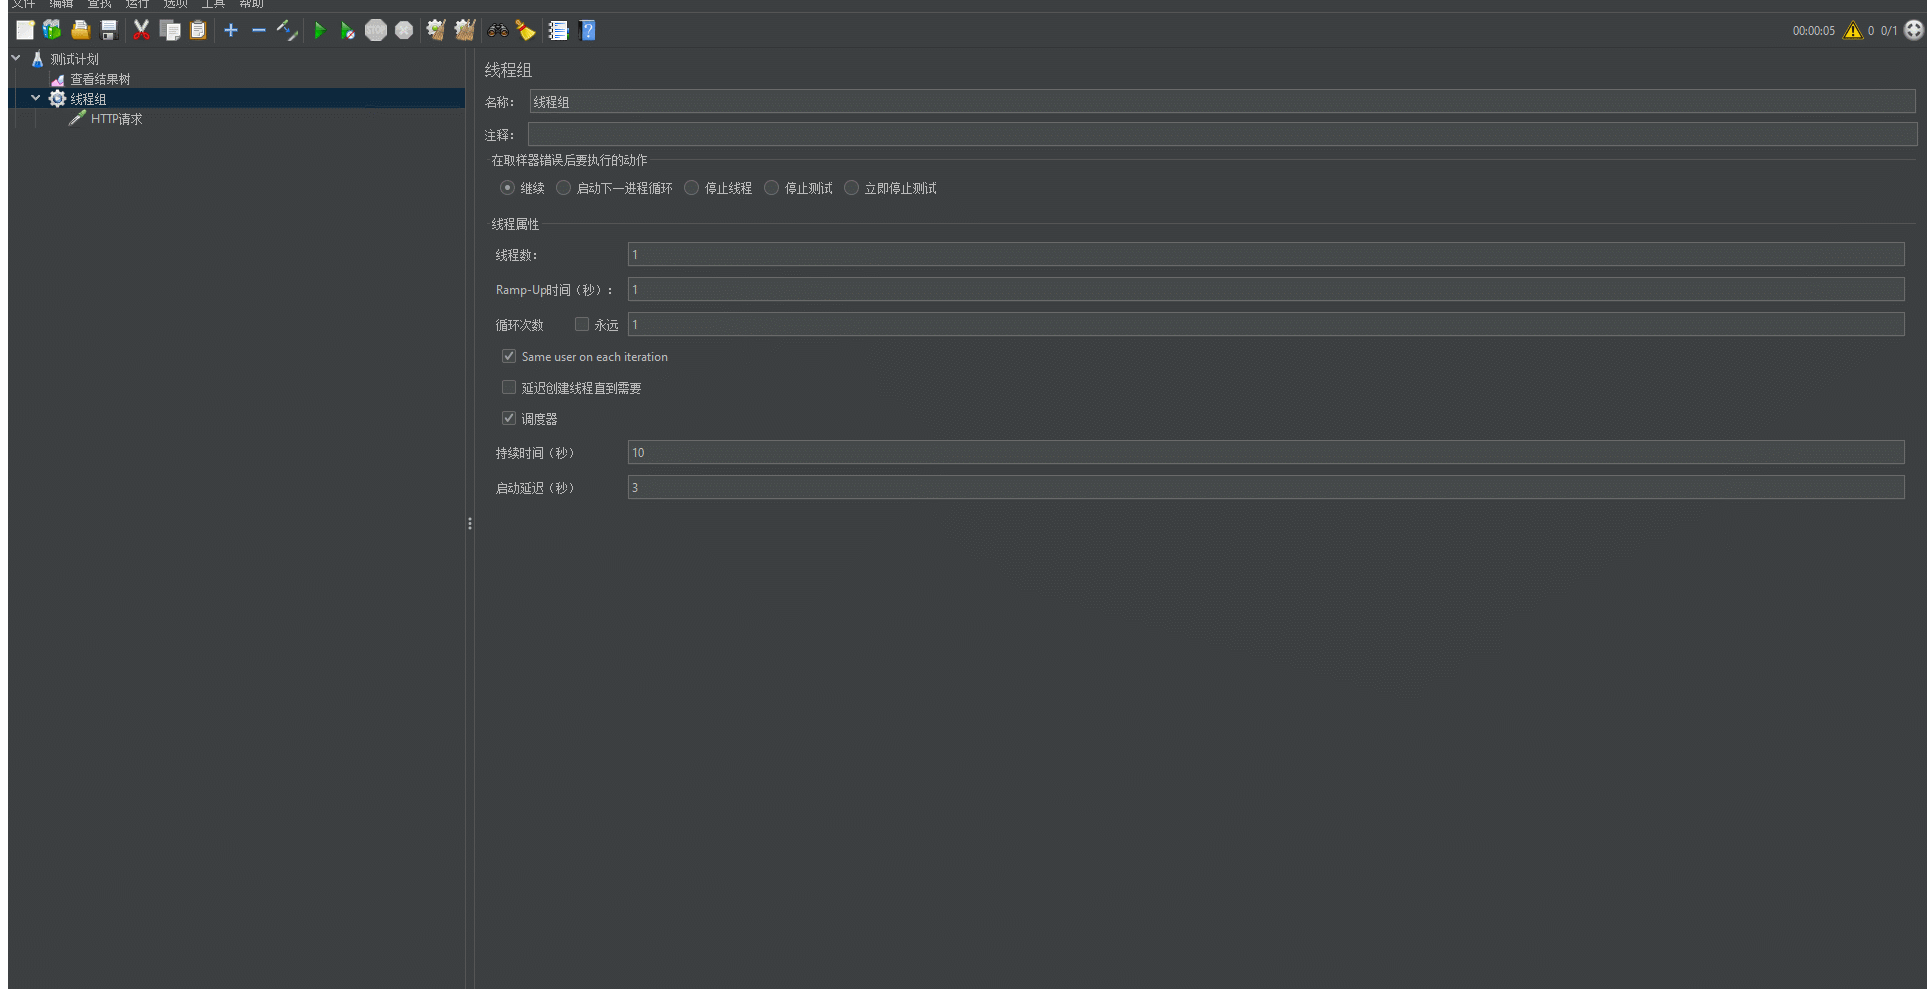 文件 编辑 查找 运行 选项 工具 帮助
STOP
00:00:05 0 0/1
测试计划
查看结果树
线程组
HTTP请求
线程组
名称： 线程组
注释：
在取样器错误后要执行的动作
继续 启动下一进程循环 停止线程 停止测试 立即停止测试
线程属性
线程数： 1
Ramp-Up时间（秒）： 1
循环次数 永远 1
Same user on each iteration
延迟创建线程直到需要
调度器
持续时间（秒） 10
启动延迟（秒） 3